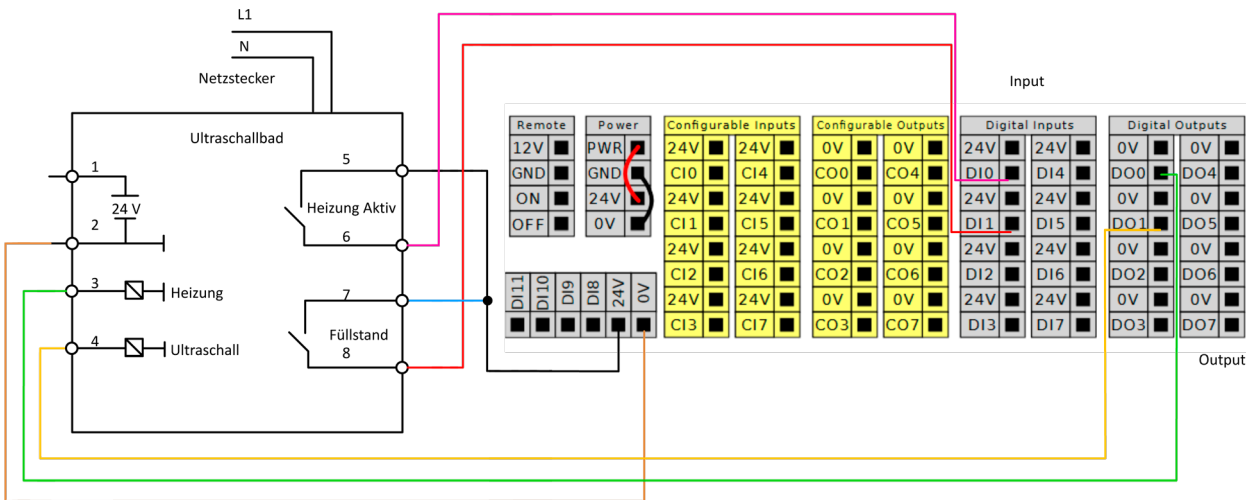 L1
N
Netzstecker
Input
Ultraschallbad
1
24 V
2
3
Heizung
4
Ultraschall
5
Heizung Aktiv
6
7
Füllstand
8
Remote
12V
GND
ON
OFF
Power
PWR
GND
24V
0V
DI11 DI10 DI9 DI8 24V 0V
Configurable Inputs
24V 24V
CI0 CI4
24V 24V
CI1 CI5
24V 24V
CI2 CI6
24V 24V
CI3 CI7
Configurable Outputs
0V 0V
CO0 CO4
0V 0V
CO1 CO5
0V 0V
CO2 CO6
0V 0V
CO3 CO7
Digital Inputs
24V 24V
DI0 DI4
24V 24V
DI1 DI5
24V 24V
DI2 DI6
24V 24V
DI3 DI7
Digital Outputs
0V 0V
DO0 DO4
0V 0V
DO1 DO5
0V 0V
DO2 DO6
0V 0V
DO3 DO7
Output